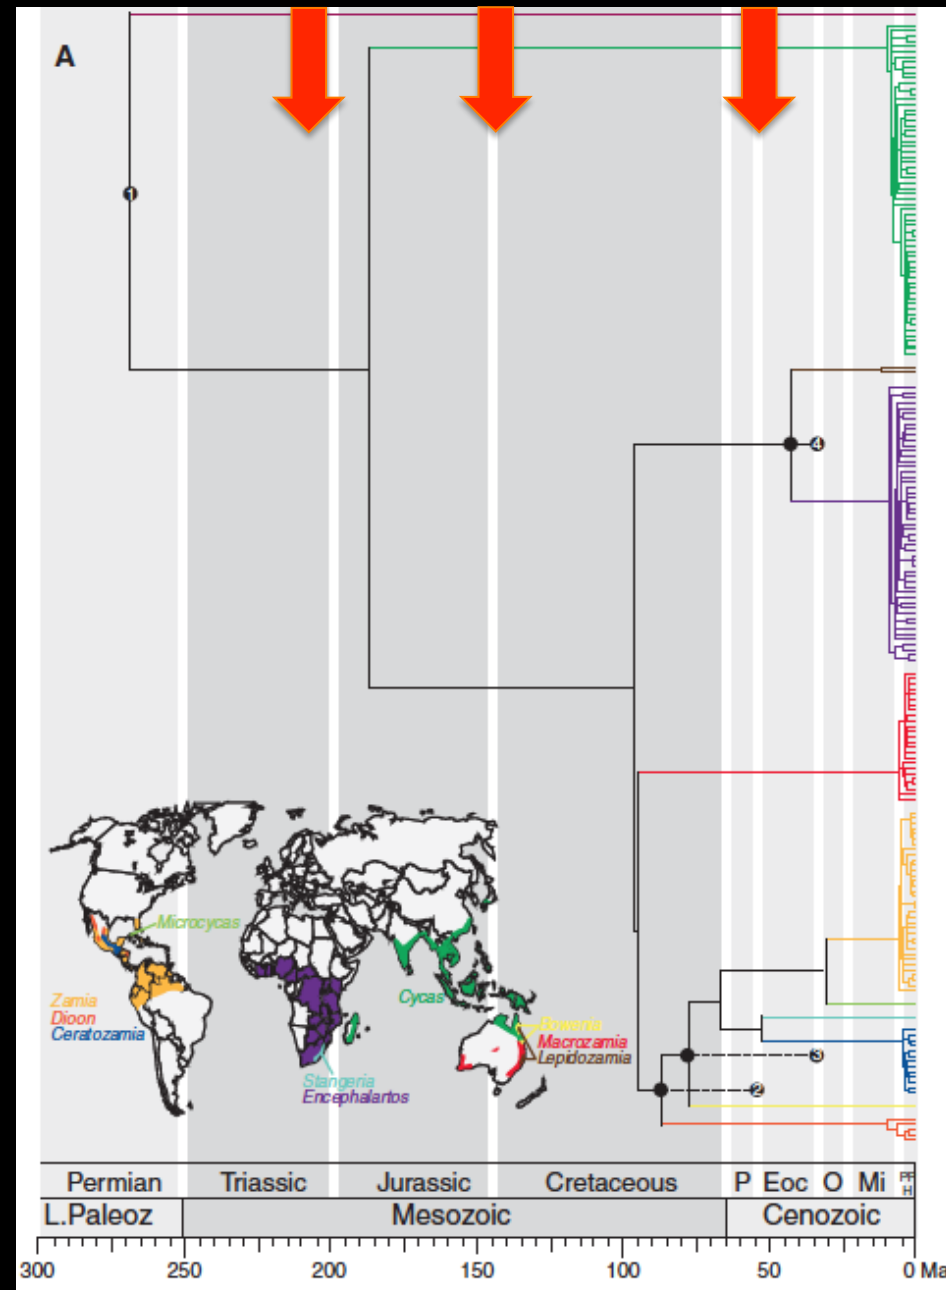 A
1
4
Microcycas
Zamia
Dioon
Ceratozamia
Cycas
Bowenia
Macrozamia
Lepidozamia
Stangeria
Encephalartos
3
2
Permian Triassic Jurassic Cretaceous P Eoc O Mi
H
L.Paleoz Mesozoic Cenozoic
300 250 200 150 100 50 0 Ma